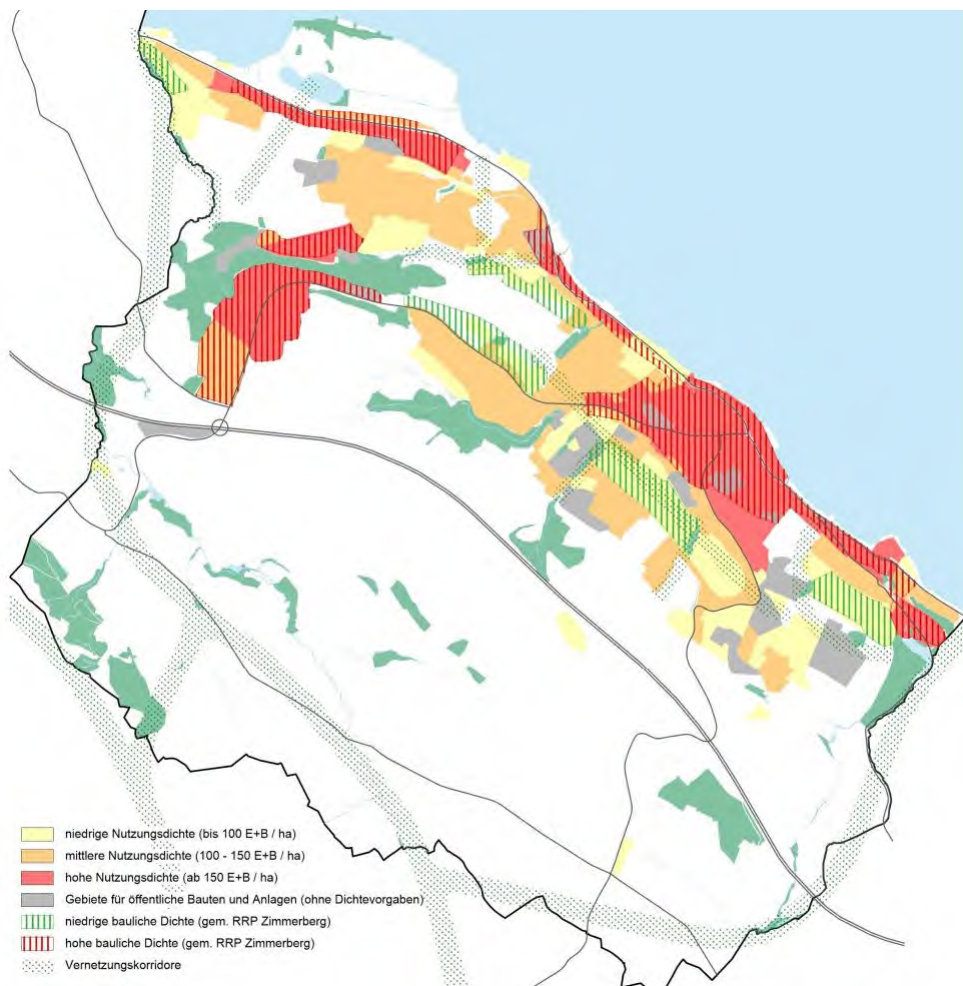 niedrige Nutzungsdichte (bis 100 E+B / ha)
mittlere Nutzungsdichte (100 - 150 E+B / ha)
hohe Nutzungsdichte (ab 150 E+B / ha)
Gebiete für öffentliche Bauten und Anlagen (ohne Dichtevorgaben)
niedrige bauliche Dichte (gem. RRP Zimmerberg)
hohe bauliche Dichte (gem. RRP Zimmerberg)
Vernetzungskorridore